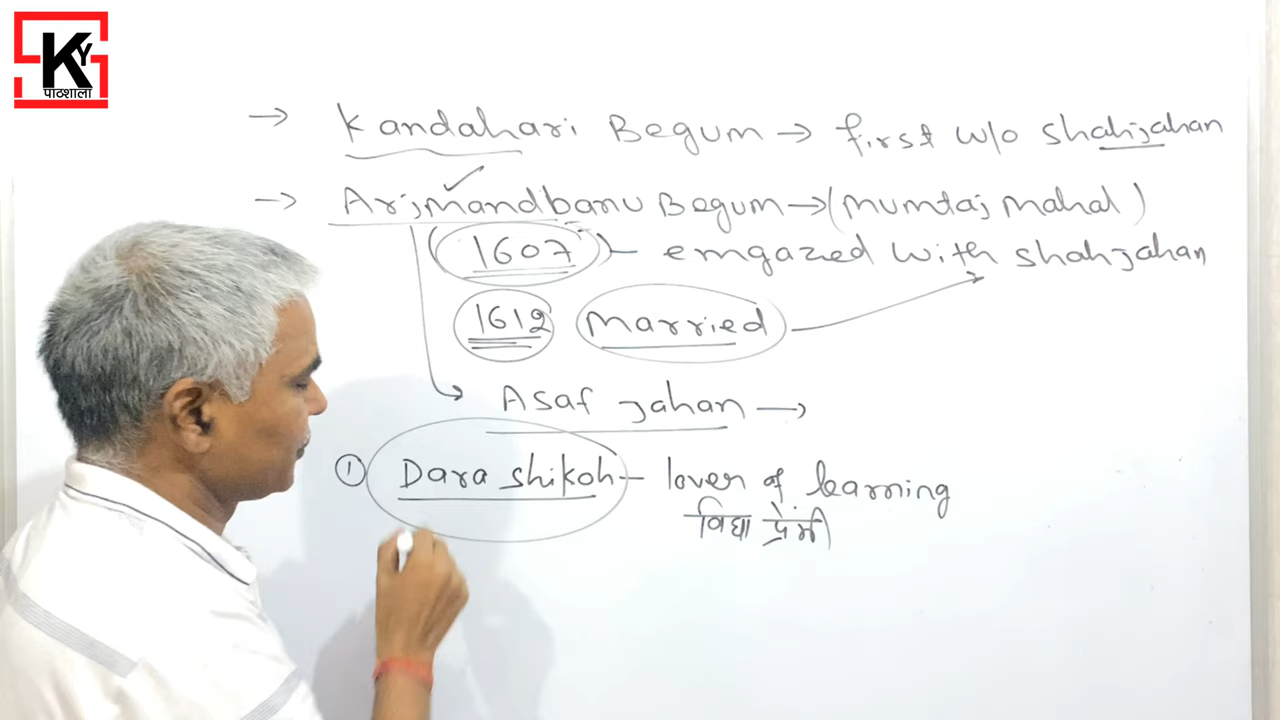 SKY
पाठशाला
→ Kandahari Begum → first w/o Shahjahan
→ Arjmandbanu Begum → (Mumtaj Mahal)
(1607) – emgazed with Shahjahan
1612 Married
Asaf Jahan →
① Dara Shikoh – lover of learning
विद्या प्रेमी